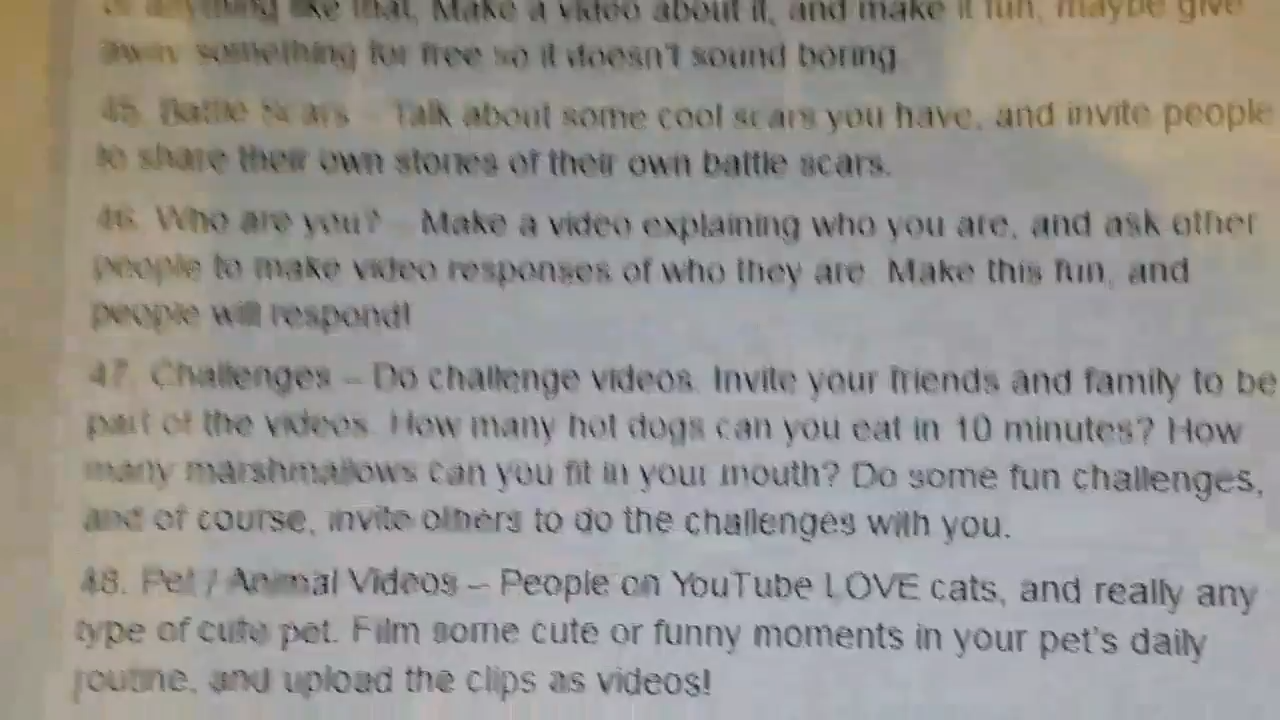 or anything like that, Make a video about it, and make it fun, maybe give
away something for free so it doesn't sound boring.
45. Battle Scars – Talk about some cool scars you have, and invite people
to share their own stories of their own battle scars.
46. Who are you? – Make a video explaining who you are, and ask other
people to make video responses of who they are. Make this fun, and
people will respond!
47. Challenges – Do challenge videos. Invite your friends and family to be
part of the videos. How many hot dogs can you eat in 10 minutes? How
many marshmallows can you fit in your mouth? Do some fun challenges,
and of course, invite others to do the challenges with you.
48. Pet / Animal Videos – People on YouTube LOVE cats, and really any
type of cute pet. Film some cute or funny moments in your pet's daily
routine, and upload the clips as videos!